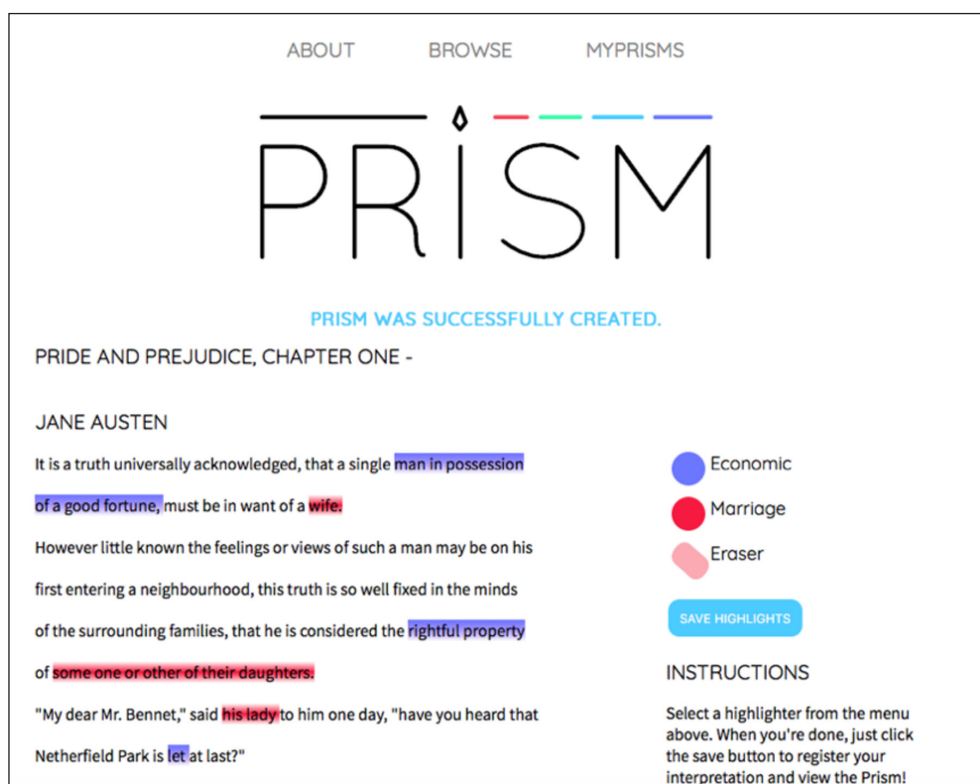 ABOUT BROWSE MYPRISMS
PRISM
PRISM WAS SUCCESSFULLY CREATED.
PRIDE AND PREJUDICE, CHAPTER ONE -
JANE AUSTEN
It is a truth universally acknowledged, that a single man in possession
of a good fortune, must be in want of a wife.
However little known the feelings or views of such a man may be on his
first entering a neighbourhood, this truth is so well fixed in the minds
of the surrounding families, that he is considered the rightful property
of some one or other of their daughters.
"My dear Mr. Bennet," said his lady to him one day, "have you heard that
Netherfield Park is let at last?"
Economic
Marriage
Eraser
SAVE HIGHLIGHTS
INSTRUCTIONS
Select a highlighter from the menu
above. When you're done, just click
the save button to register your
interpretation and view the Prism!